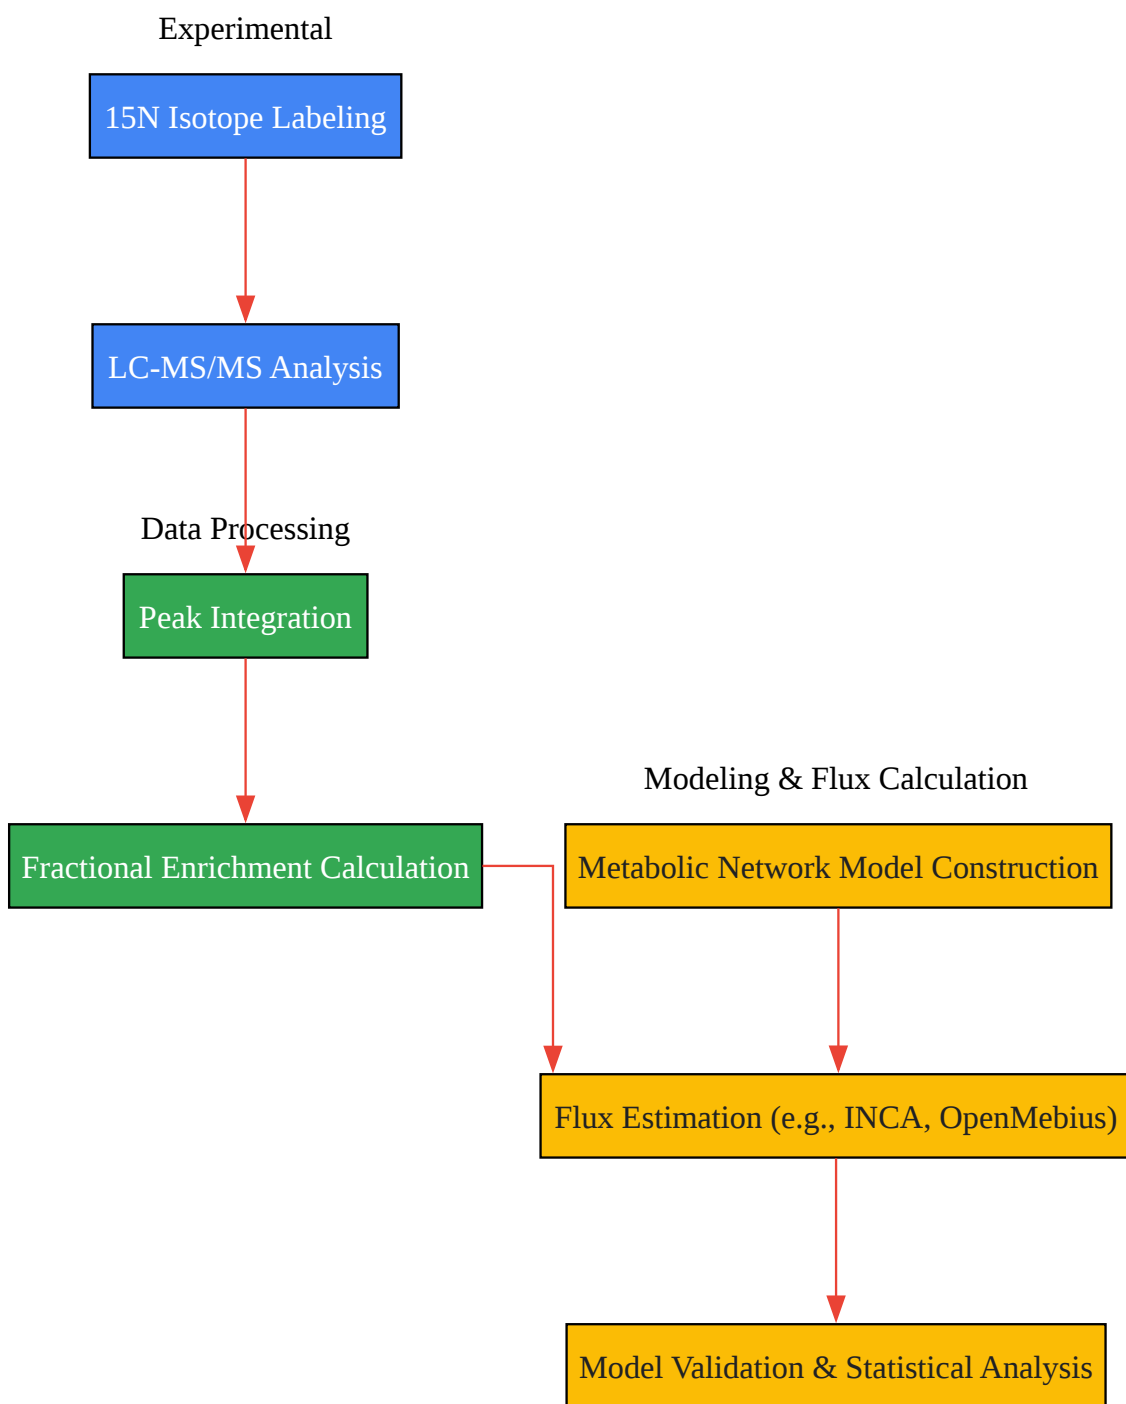 Experimental
15N Isotope Labeling
LC-MS/MS Analysis
Data Processing
Peak Integration
Fractional Enrichment Calculation
Modeling & Flux Calculation
Metabolic Network Model Construction
Flux Estimation (e.g., INCA, OpenMebius)
Model Validation & Statistical Analysis